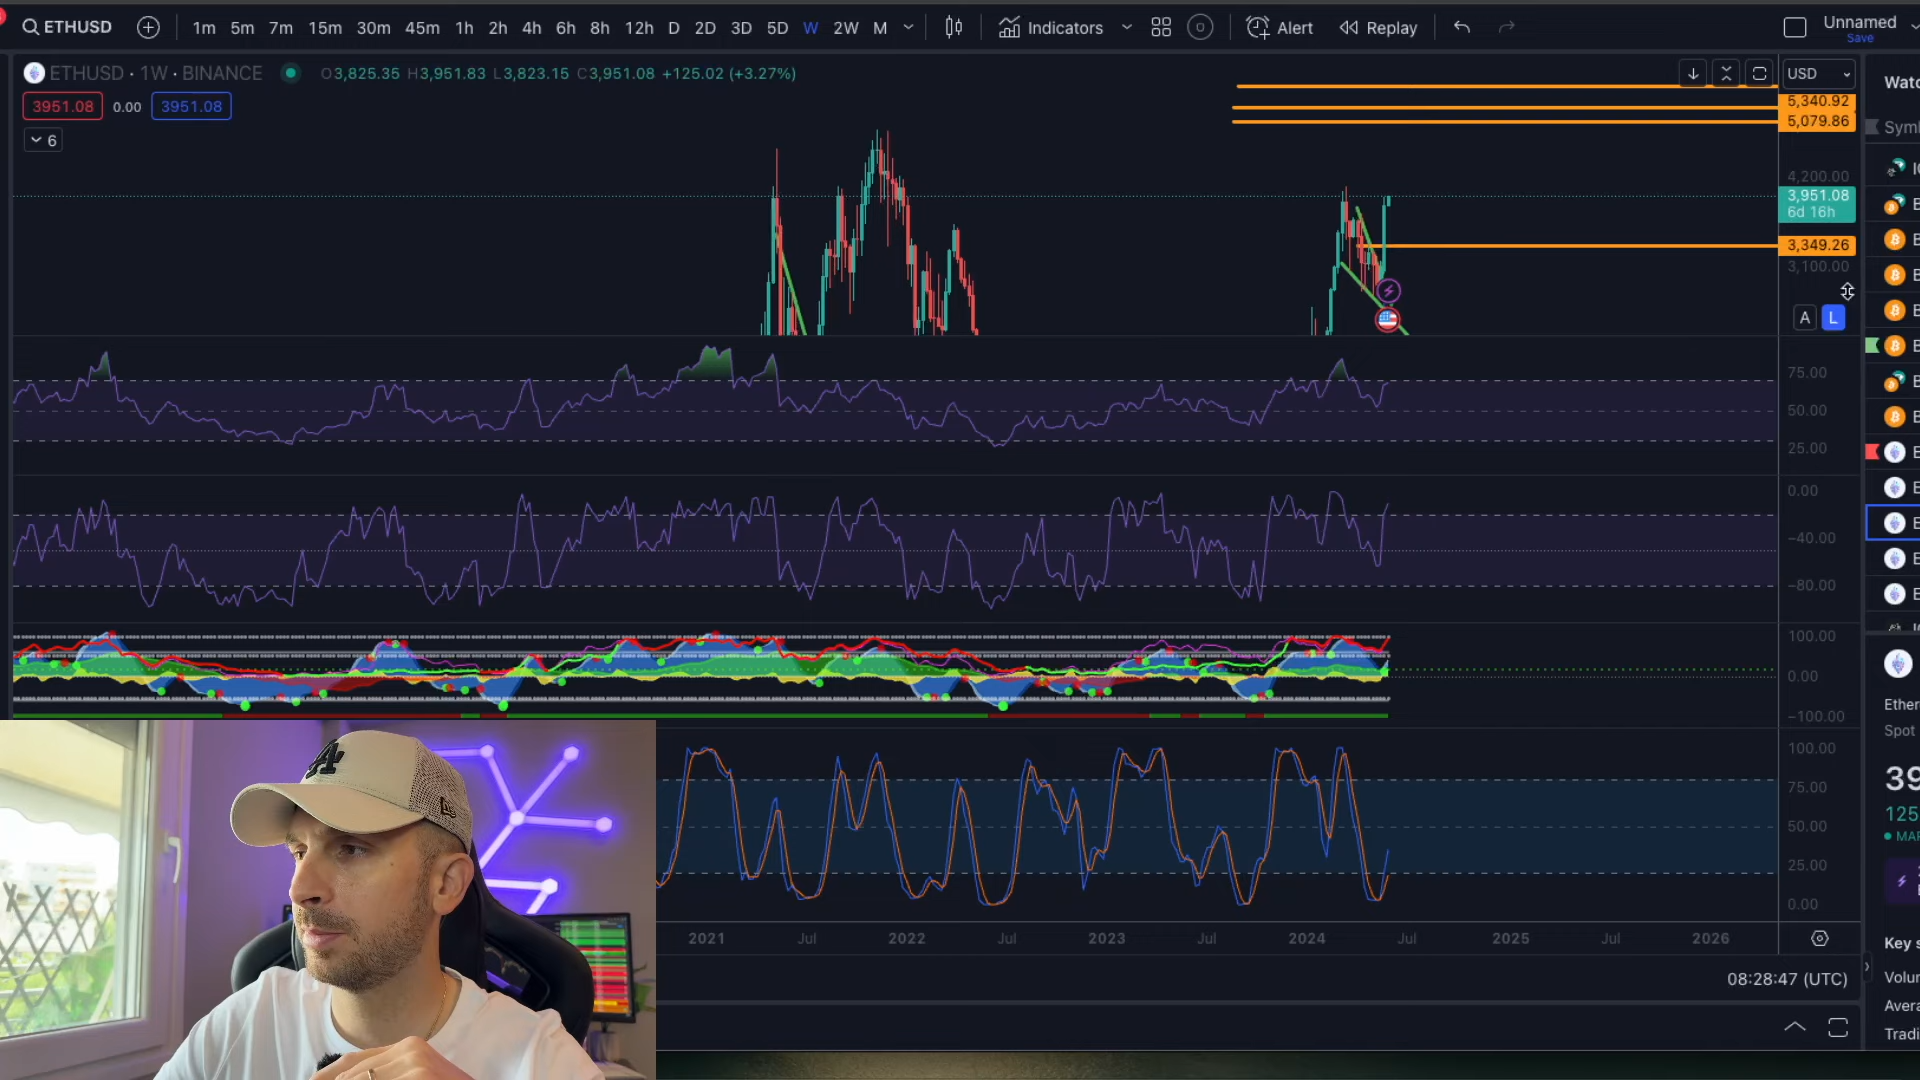 ETHUSD 1m 5m 7m 15m 30m 45m 1h 2h 4h 6h 8h 12h D 2D 3D 5D W 2W M Indicators Alert Replay Unnamed
Save
ETHUSD · 1W · BINANCE O3,825.35 H3,951.83 L3,823.15 C3,951.08 +125.02 (+3.27%) USD
3951.08 0.00 3951.08
6
5,340.92
5,079.86
4,200.00
3,951.08
6d 16h
3,349.26
3,100.00
A L
75.00
50.00
25.00
0.00
−40.00
−80.00
100.00
0.00
−100.00
100.00
75.00
50.00
25.00
0.00
2021 Jul 2022 Jul 2023 Jul 2024 Jul 2025 Jul 2026
08:28:47 (UTC)
Spot
39
125
Key